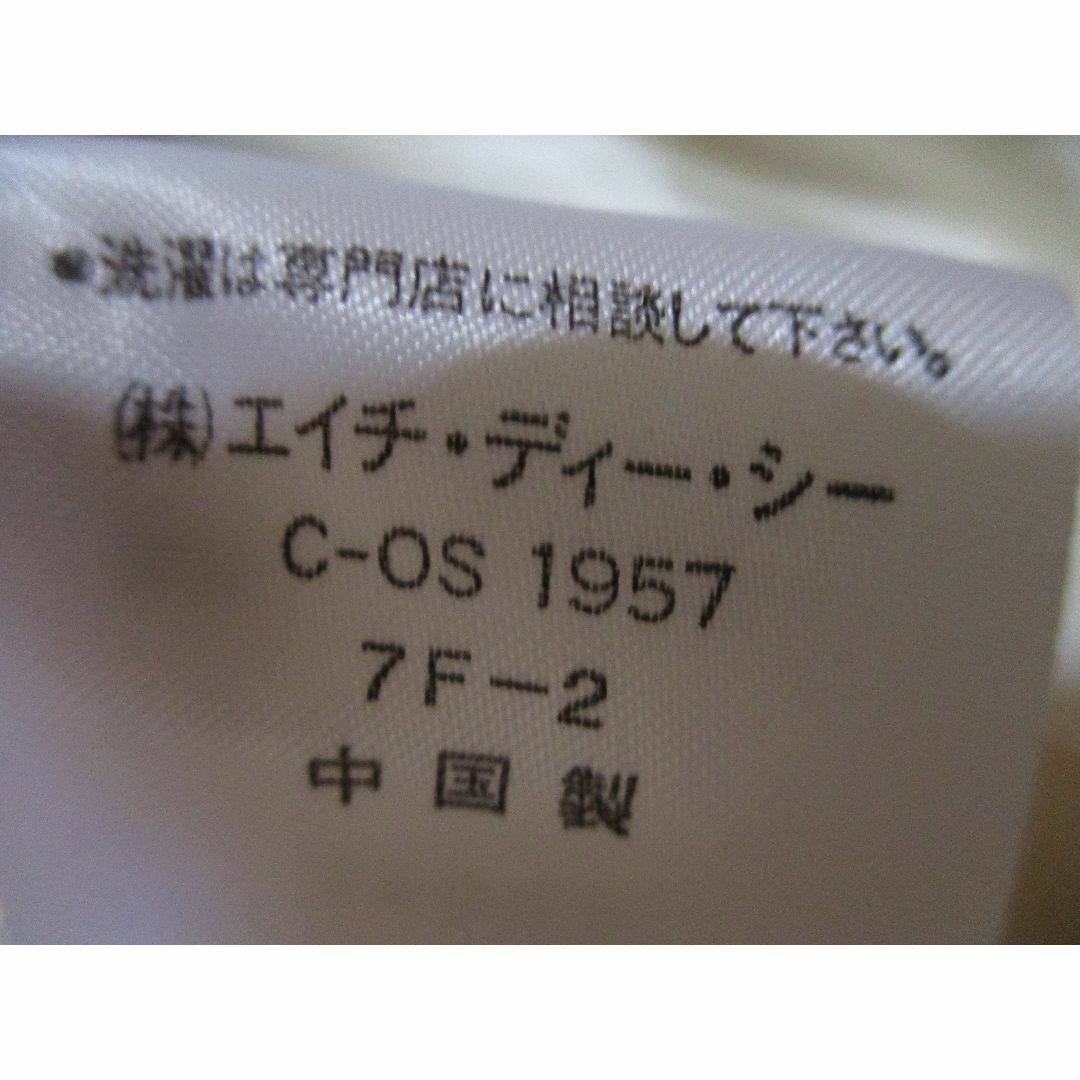 ●洗濯は専門店に相談して下さい。
(株)エイチ・ディー・シー
C-OS 1957
7F-2
中国製